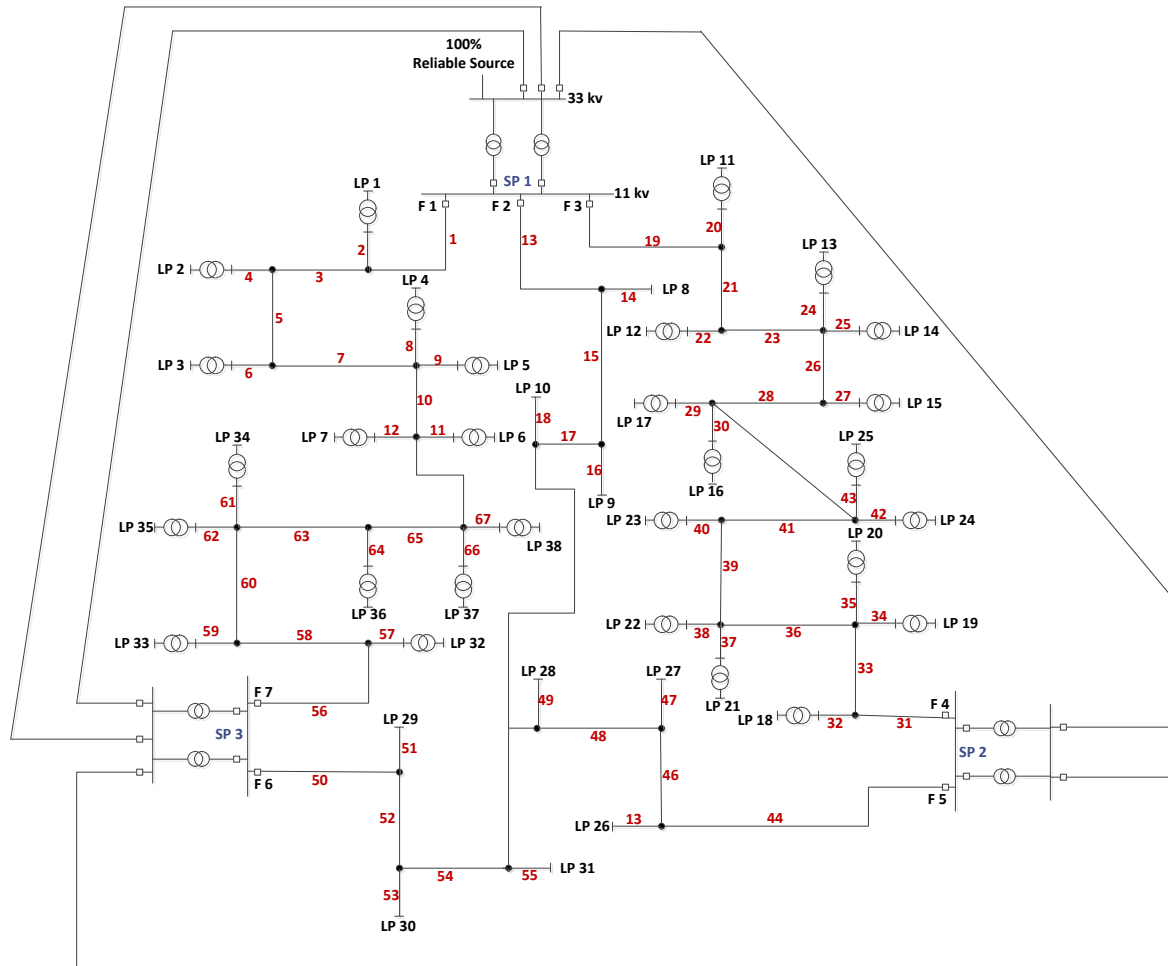 100%
Reliable Source
33 kv
SP 1
11 kv
LP 11
LP 1
F 1
F 2
F 3
20
1
13
19
LP 13
2
LP 2
4
3
LP 4
21
LP 8
14
24
5
LP 12
22
23
25
LP 14
8
15
LP 3
6
7
9
LP 5
26
10
LP 10
28
27
LP 15
18
29
LP 17
30
LP 7
12
11
LP 6
17
LP 25
LP 34
16
LP 16
61
LP 9
43
LP 35
62
63
65
67
LP 23
40
41
42
LP 24
LP 20
LP 38
64
66
39
60
35
LP 36
LP 37
34
LP 22
38
37
36
LP 19
59
LP 33
58
57
LP 32
33
LP 28
LP 27
49
47
LP 21
F 7
F 4
56
LP 18
32
31
LP 29
SP 3
48
SP 2
51
F 6
50
46
F 5
52
LP 26
13
44
54
55
LP 31
53
LP 30